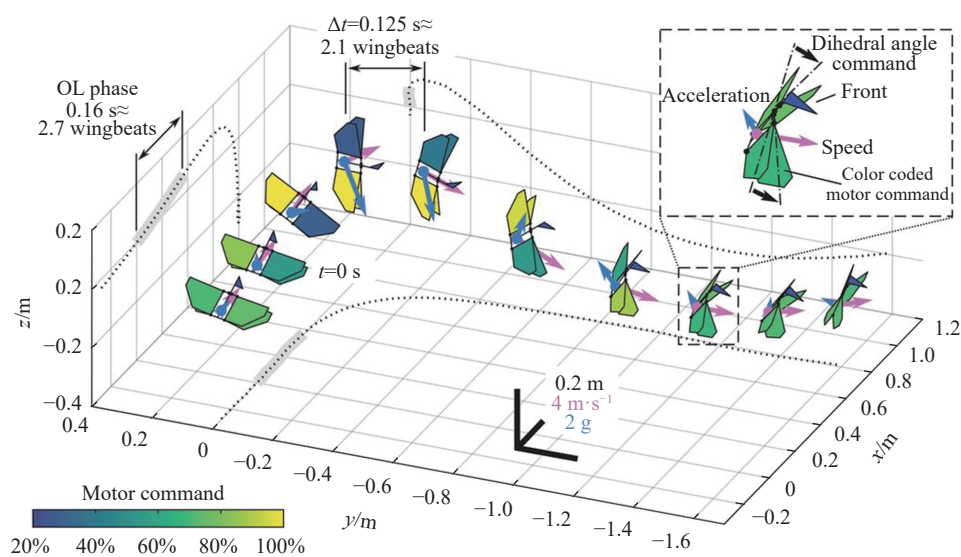 Δt=0.125 s≈
2.1 wingbeats
OL phase
0.16 s≈
2.7 wingbeats
Dihedral angle
command
Acceleration
Front
Speed
Color coded
motor command
t=0 s
0.2
0.2
−0.2
−0.4
z/m
0.4
0.2
0
−0.2
−0.4
−0.6
−0.8
−1.0
−1.2
−1.4
−1.6
y/m
1.2
1.0
0.8
0.6
0.4
0.2
0
−0.2
x/m
0.2 m
4 m·s⁻¹
2 g
Motor command
20% 40% 60% 80% 100%